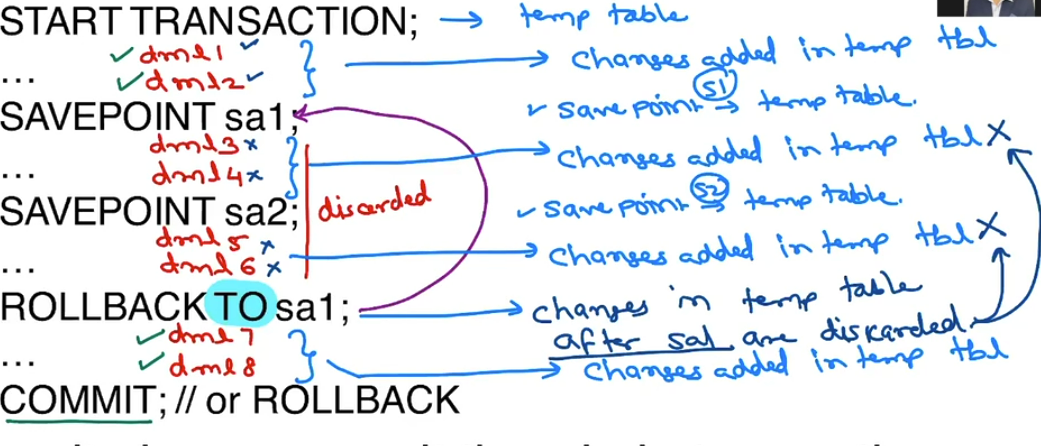 START TRANSACTION; → temp table
✓ dml1 ✓ } → changes added in temp tbl
... ✓ dml2 ✓
SAVEPOINT sa1; ✓ save point (S1) → temp table.
dml3 x } → changes added in temp tbl X
... dml4 x
SAVEPOINT sa2; discarded ✓ save point (S2) → temp table.
dml5 x → changes added in temp tbl X
... dml6 x
ROLLBACK TO sa1; → changes in temp table
after sa1 are discarded.
✓ dml7 } → changes added in temp tbl
... ✓ dml8
COMMIT; // or ROLLBACK